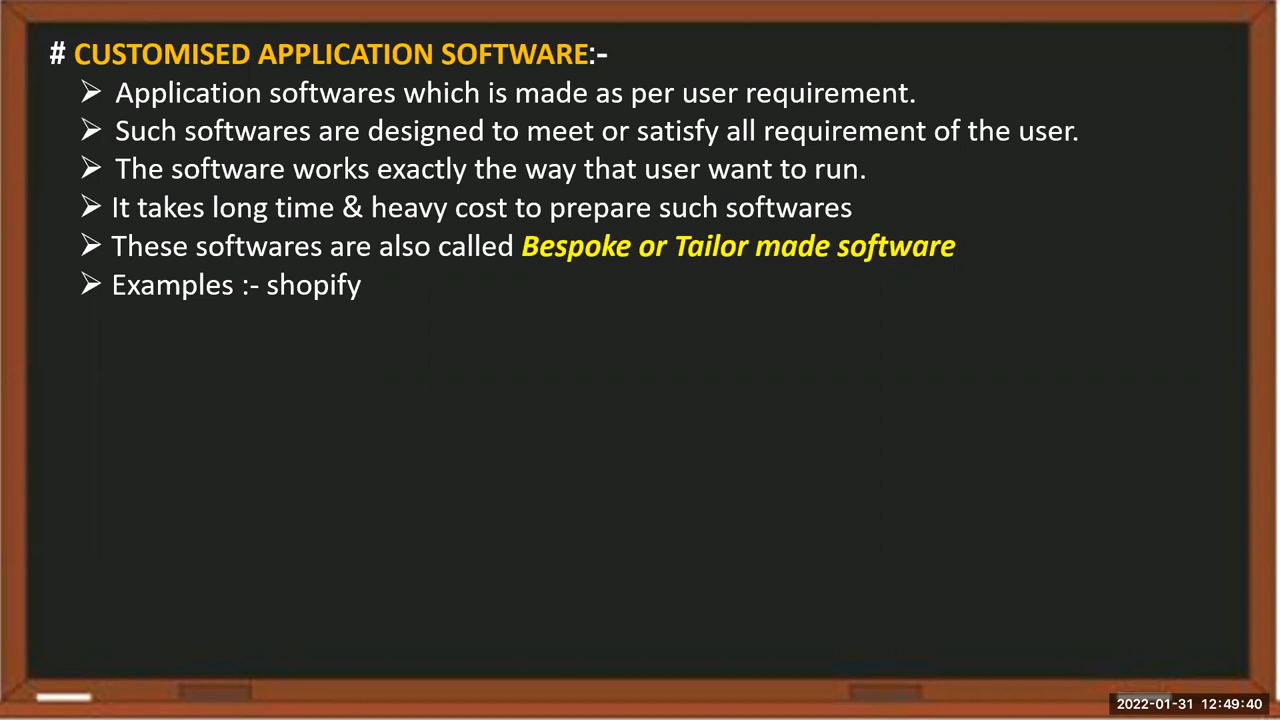 # CUSTOMISED APPLICATION SOFTWARE:-
➢ Application softwares which is made as per user requirement.
➢ Such softwares are designed to meet or satisfy all requirement of the user.
➢ The software works exactly the way that user want to run.
➢ It takes long time & heavy cost to prepare such softwares
➢ These softwares are also called Bespoke or Tailor made software
➢ Examples :- shopify
2022-01-31 12:49:40